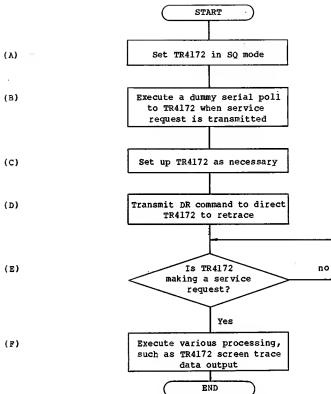 START
(A)
Set TR4172 in SQ mode
(B)
Execute a dummy serial poll
to TR4172 when service
request is transmitted
(C)
Set up TR4172 as necessary
(D)
Transmit DR command to direct
TR4172 to retrace
(E)
Is TR4172
making a service
request?
no
Yes
(F)
Execute various processing,
such as TR4172 screen trace
data output
END